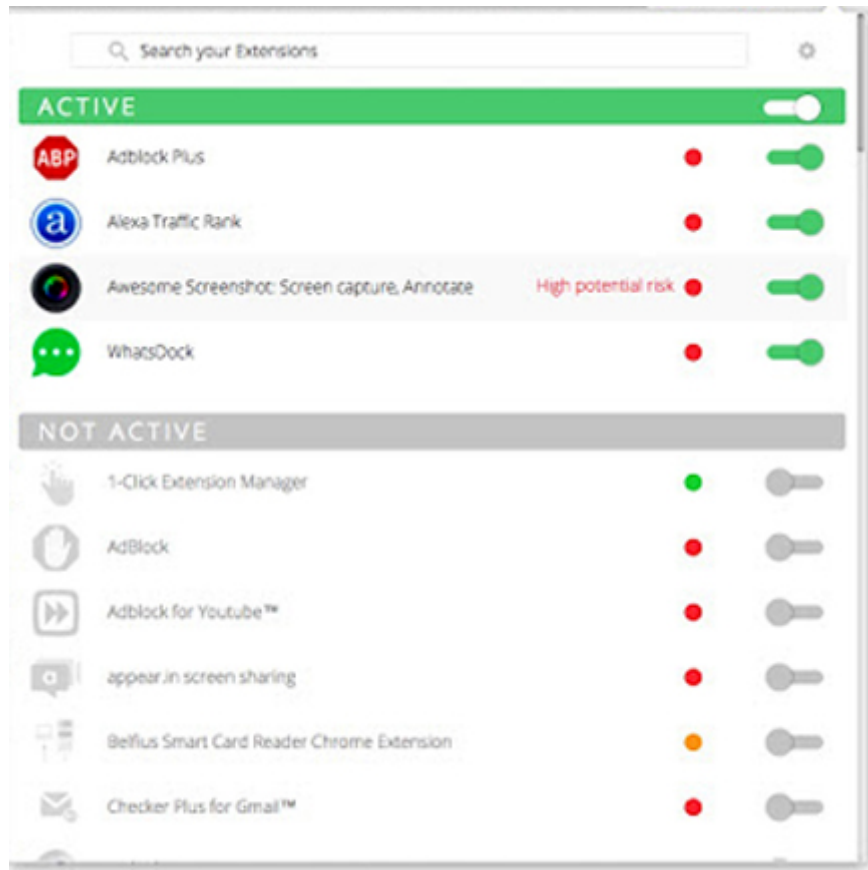 Search your Extensions
ACTIVE
ABP Adblock Plus
a Alexa Traffic Rank
Awesome Screenshot: Screen capture, Annotate High potential risk
WhatsDock
NOT ACTIVE
1-Click Extension Manager
AdBlock
Adblock for Youtube™
appear.in screen sharing
Belfius Smart Card Reader Chrome Extension
Checker Plus for Gmail™